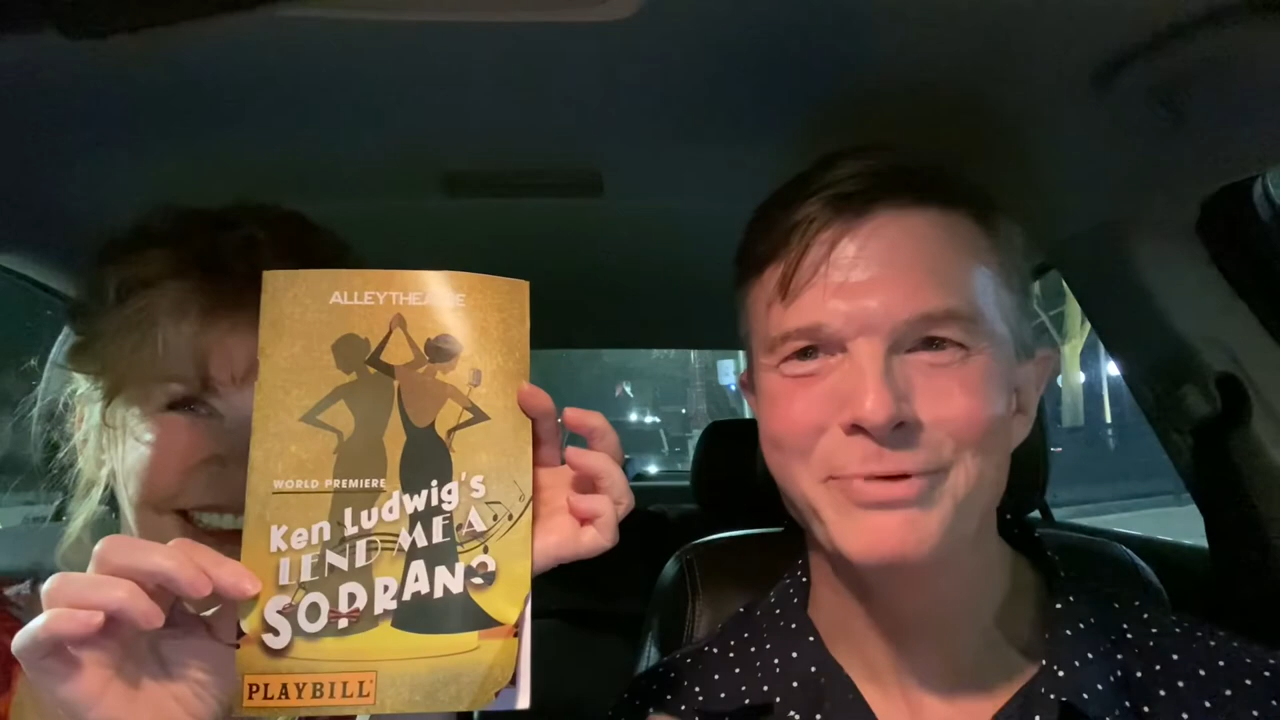 ALLEYTHEATRE
WORLD PREMIERE
Ken Ludwig's
LEND ME A
SOPRANO
PLAYBILL